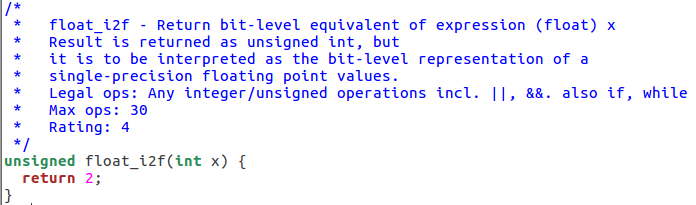 /*
 *   float_i2f - Return bit-level equivalent of expression (float) x
 *   Result is returned as unsigned int, but
 *   it is to be interpreted as the bit-level representation of a
 *   single-precision floating point values.
 *   Legal ops: Any integer/unsigned operations incl. ||, &&. also if, while
 *   Max ops: 30
 *   Rating: 4
 */
unsigned float_i2f(int x) {
  return 2;
}